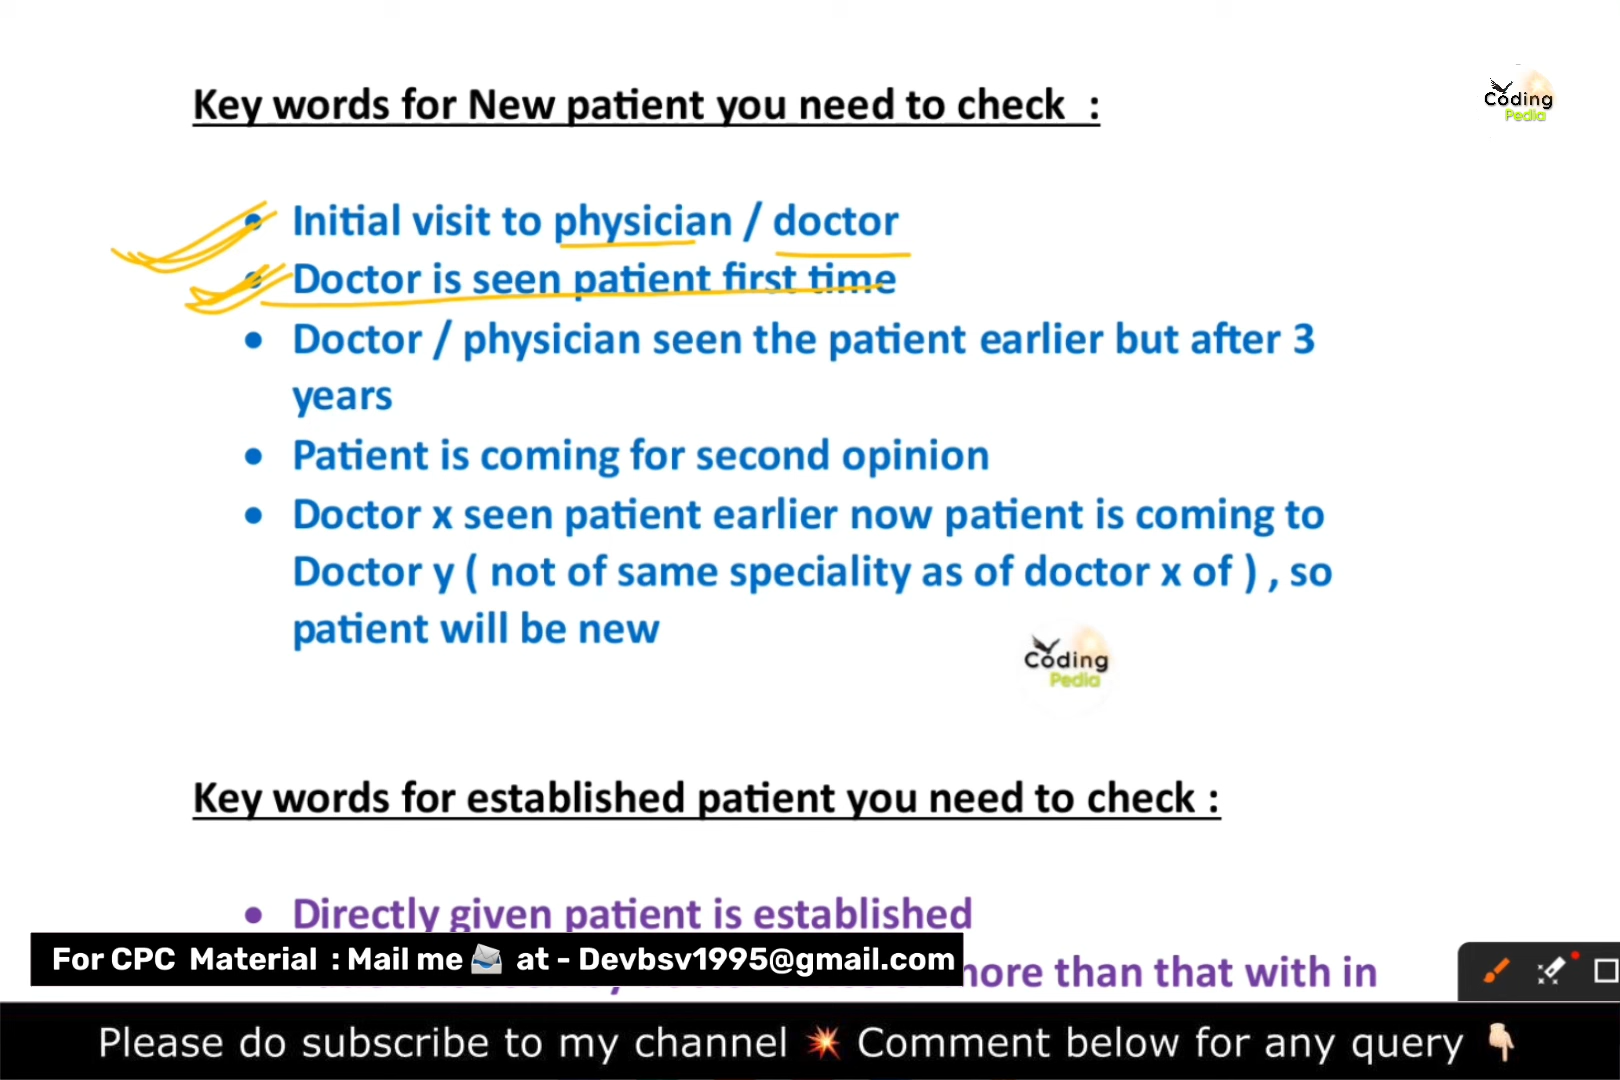 Key words for New patient you need to check :
Coding
Pedia
• Initial visit to physician / doctor
• Doctor is seen patient first time
• Doctor / physician seen the patient earlier but after 3
years
• Patient is coming for second opinion
• Doctor x seen patient earlier now patient is coming to
Doctor y ( not of same speciality as of doctor x of ) , so
patient will be new
Coding
Pedia
Key words for established patient you need to check :
• Directly given patient is established
For CPC Material : Mail me 📨 at - Devbsv1995@gmail.com
more than that with in
Please do subscribe to my channel 💥 Comment below for any query 👇🏻